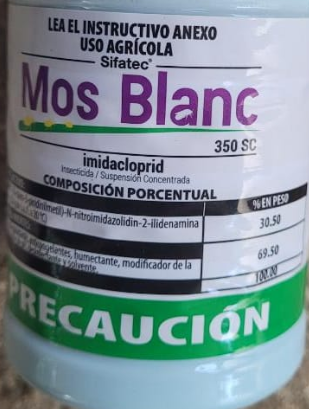 LEA EL INSTRUCTIVO ANEXO
USO AGRÍCOLA
Sifatec®
Mos Blanc
350 SC
imidacloprid
Insecticida / Suspensión Concentrada
COMPOSICIÓN PORCENTUAL
% EN PESO
-N-nitroimidazolidin-2-ilidenamina
30.50
humectante, modificador de la
y solvente.
69.50
100.00
PRECAUCIÓN